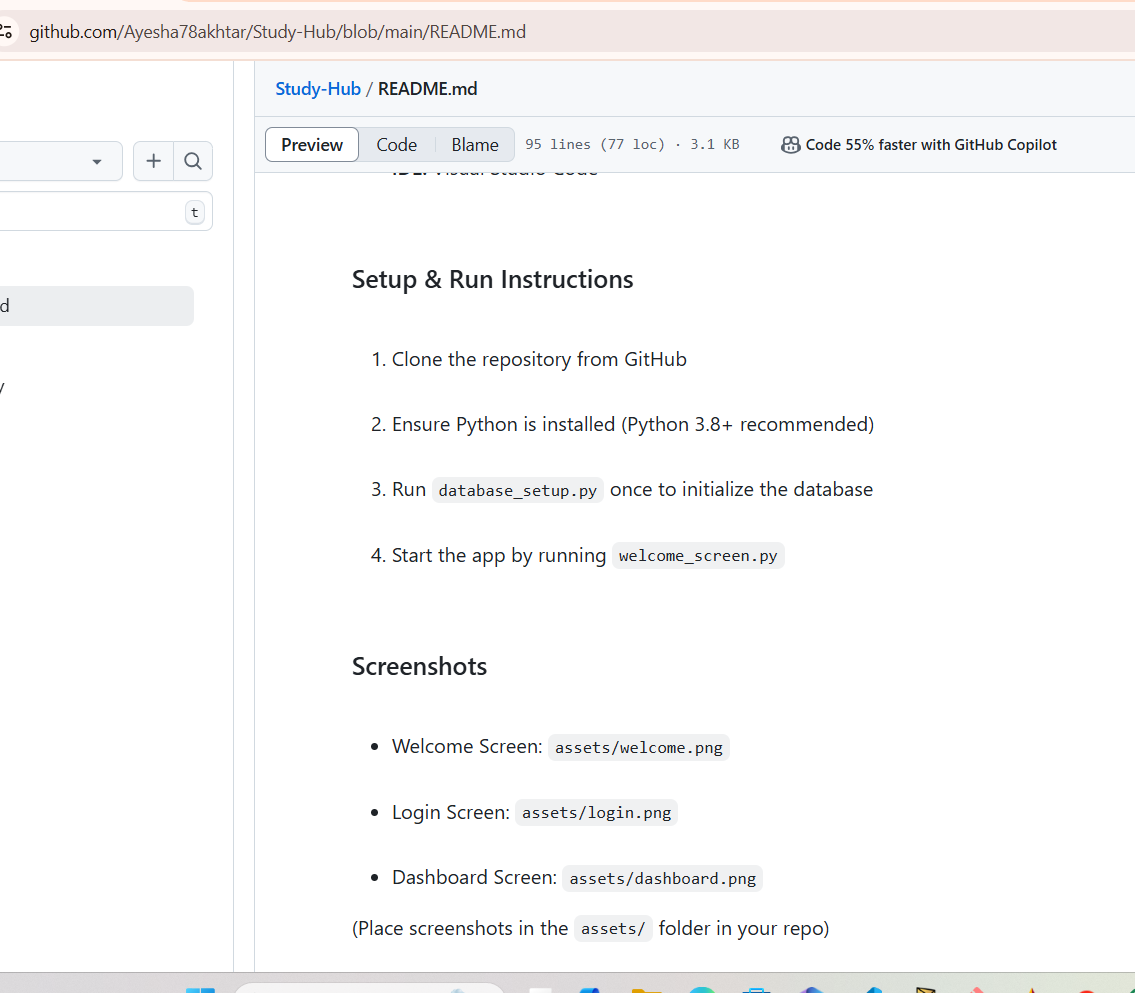 github.com/Ayesha78akhtar/Study-Hub/blob/main/README.md
Study-Hub / README.md
Preview Code Blame 95 lines (77 loc) · 3.1 KB Code 55% faster with GitHub Copilot
t
d
IDE: Visual Studio Code
Setup & Run Instructions
1. Clone the repository from GitHub
2. Ensure Python is installed (Python 3.8+ recommended)
3. Run database_setup.py once to initialize the database
4. Start the app by running welcome_screen.py
Screenshots
• Welcome Screen: assets/welcome.png
• Login Screen: assets/login.png
• Dashboard Screen: assets/dashboard.png
(Place screenshots in the assets/ folder in your repo)